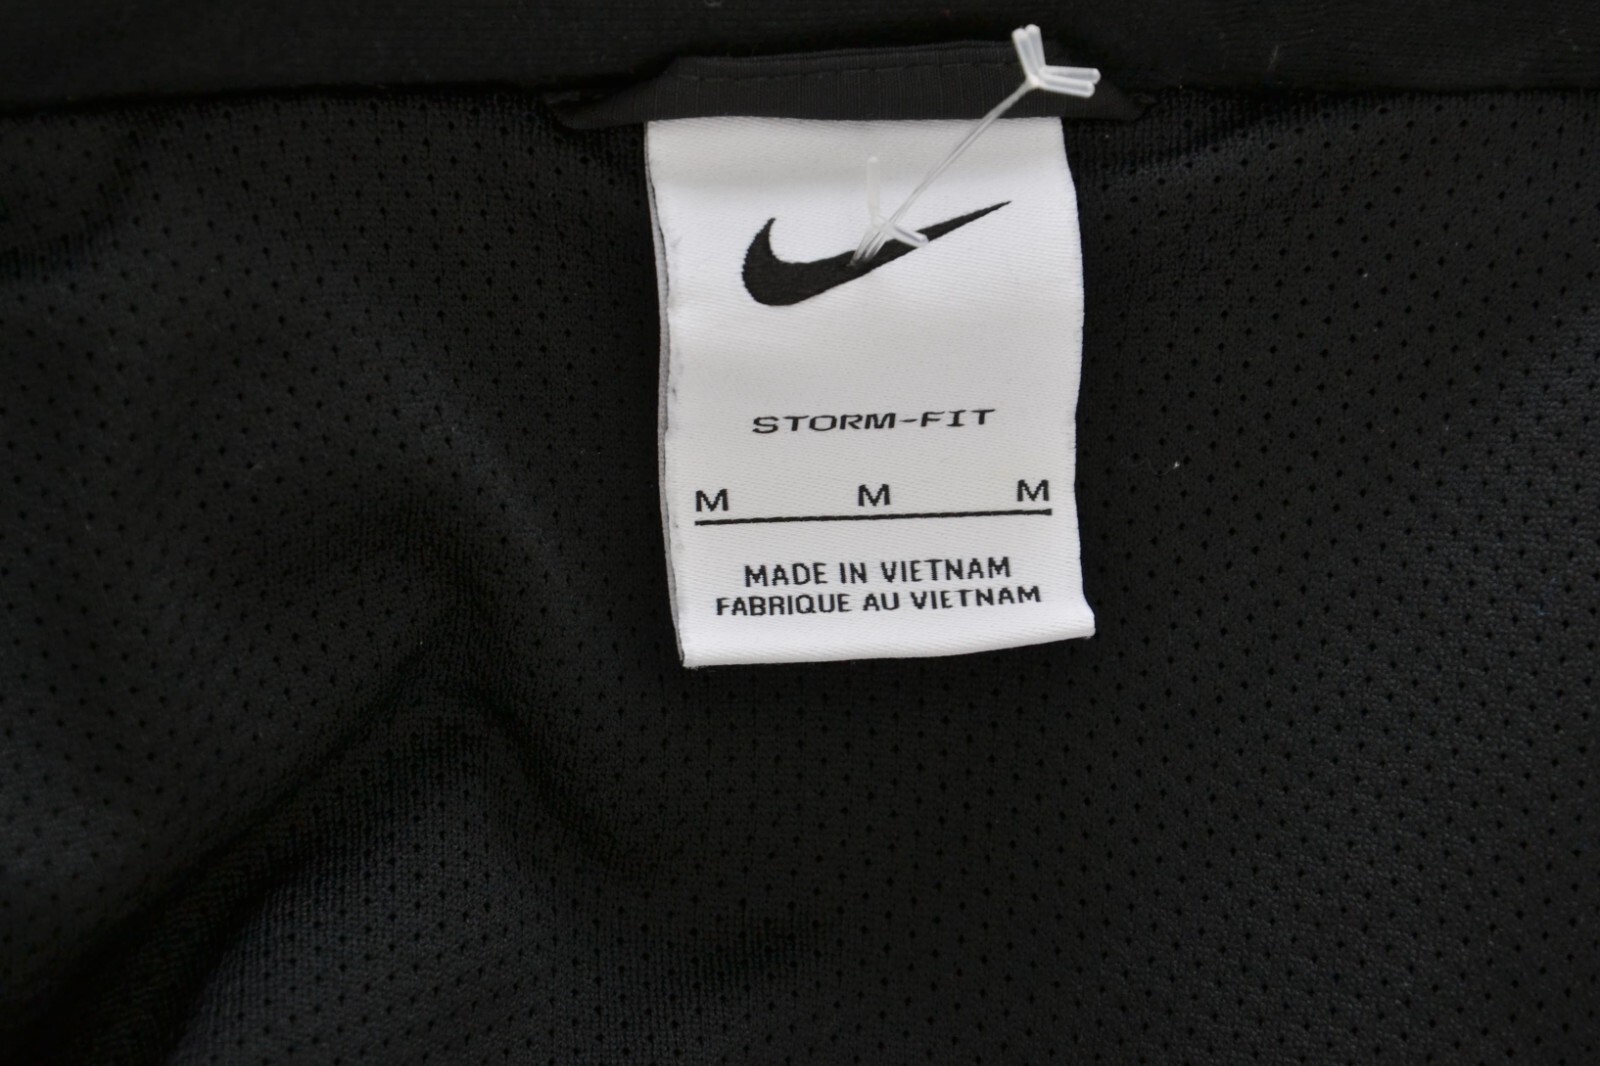 STORM-FIT
M M M
MADE IN VIETNAM
FABRIQUE AU VIETNAM